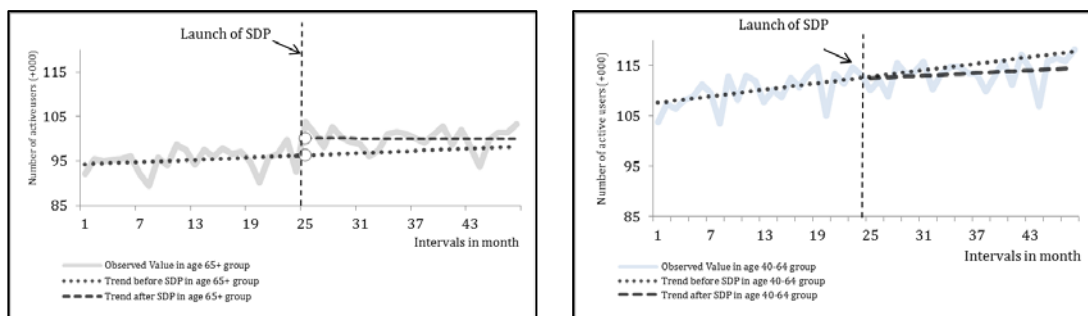 Launch of SDP
Number of active users (+000)
115
105
95
85
1
7
13
19
25
31
37
43
Intervals in month
Observed Value in age 65+ group
Trend before SDP in age 65+ group
Trend after SDP in age 65+ group
Launch of SDP
Number of active users (+000)
115
105
95
85
1
7
13
19
25
31
37
43
Intervals in month
Observed Value in age 40-64 group
Trend before SDP in age 40-64 group
Trend after SDP in age 40-64 group